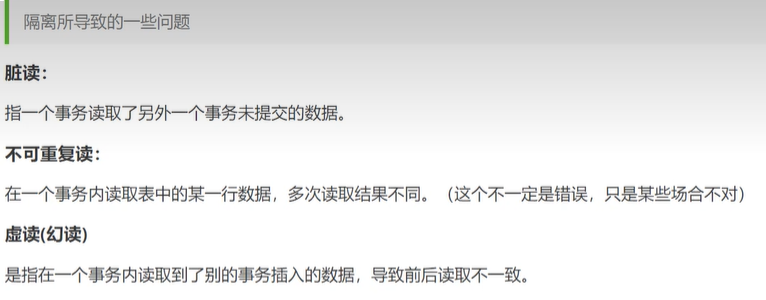 隔离所导致的一些问题
脏读：
指一个事务读取了另外一个事务未提交的数据。
不可重复读：
在一个事务内读取表中的某一行数据，多次读取结果不同。（这个不一定是错误，只是某些场合不对）
虚读(幻读)
是指在一个事务内读取到了别的事务插入的数据，导致前后读取不一致。